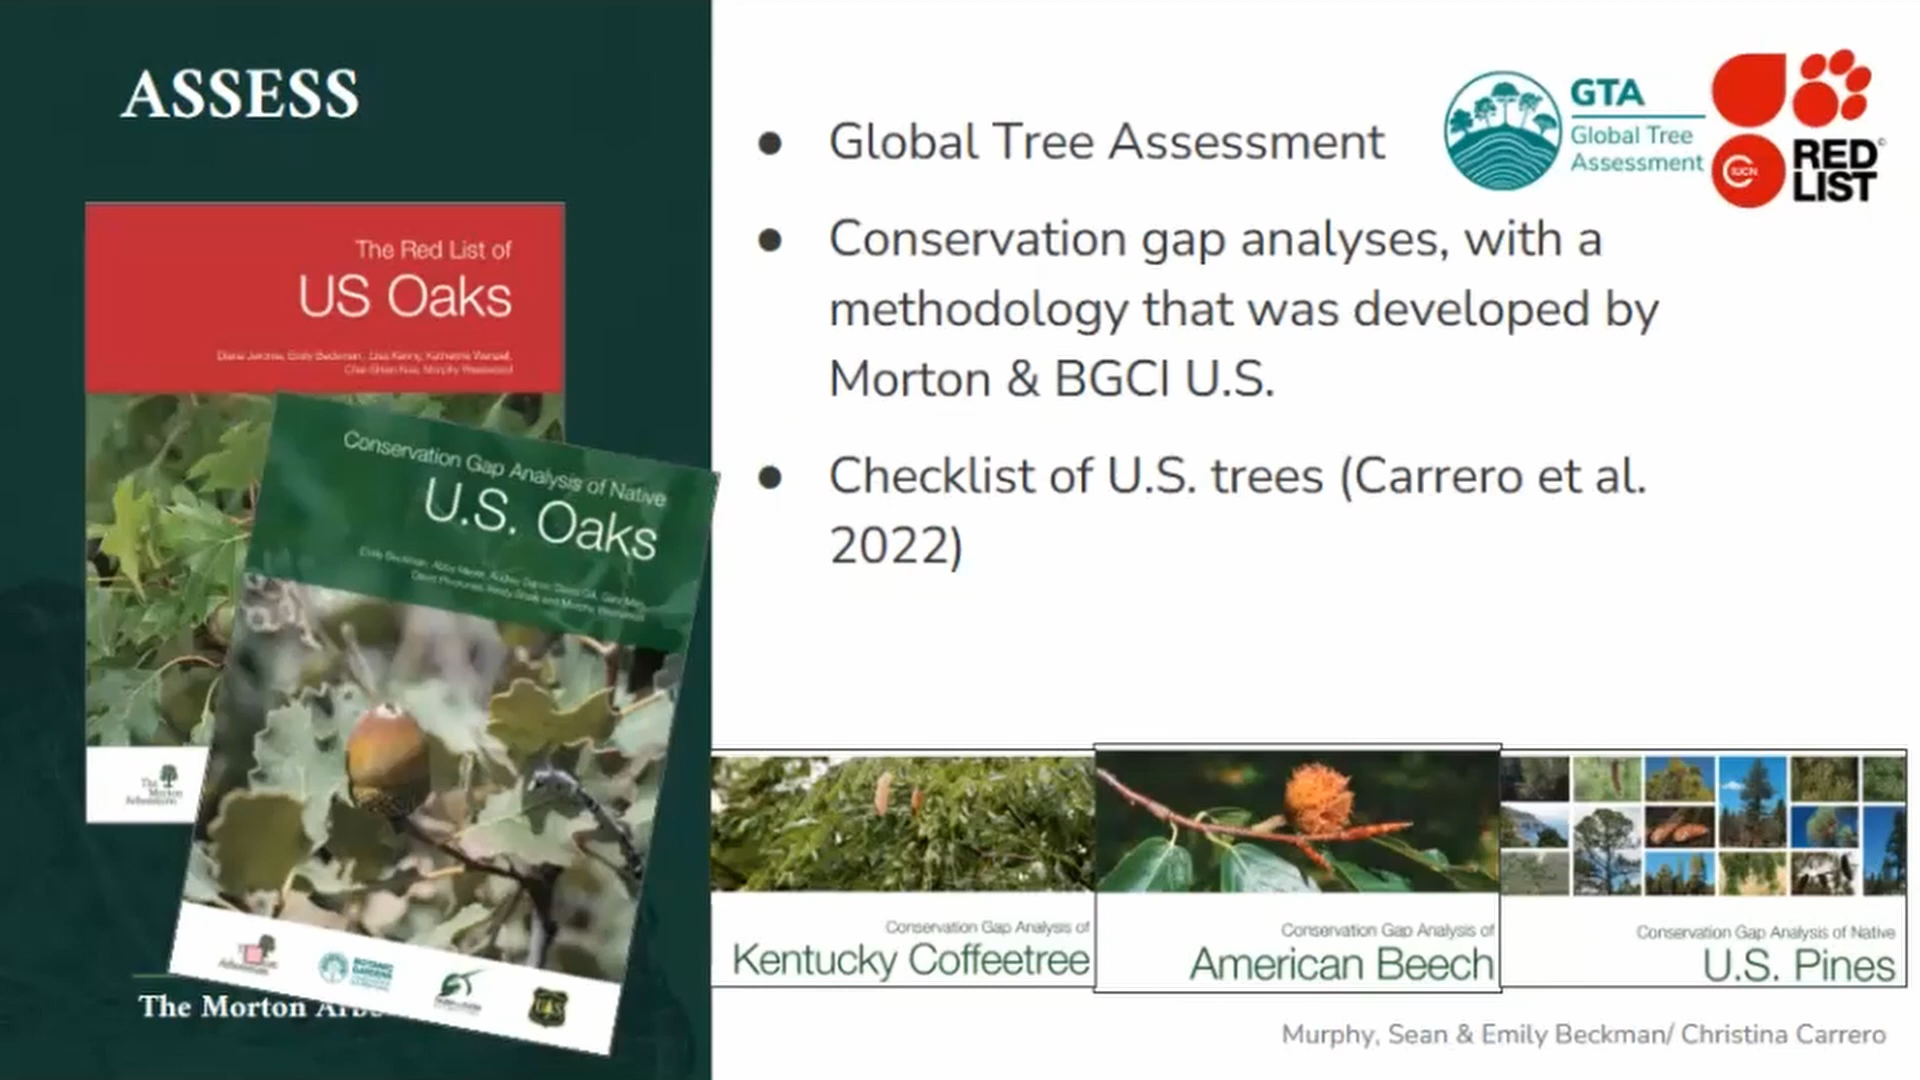 ASSESS
The Red List of
US Oaks
Conservation Gap Analysis of Native
U.S. Oaks
The Morton
● Global Tree Assessment
● Conservation gap analyses, with a
methodology that was developed by
Morton & BGCI U.S.
● Checklist of U.S. trees (Carrero et al.
2022)
GTA
Global Tree
Assessment
IUCN
RED
LIST
Conservation Gap Analysis of
Kentucky Coffeetree
Conservation Gap Analysis of
American Beech
Conservation Gap Analysis of Native
U.S. Pines
Murphy, Sean & Emily Beckman/ Christina Carrero